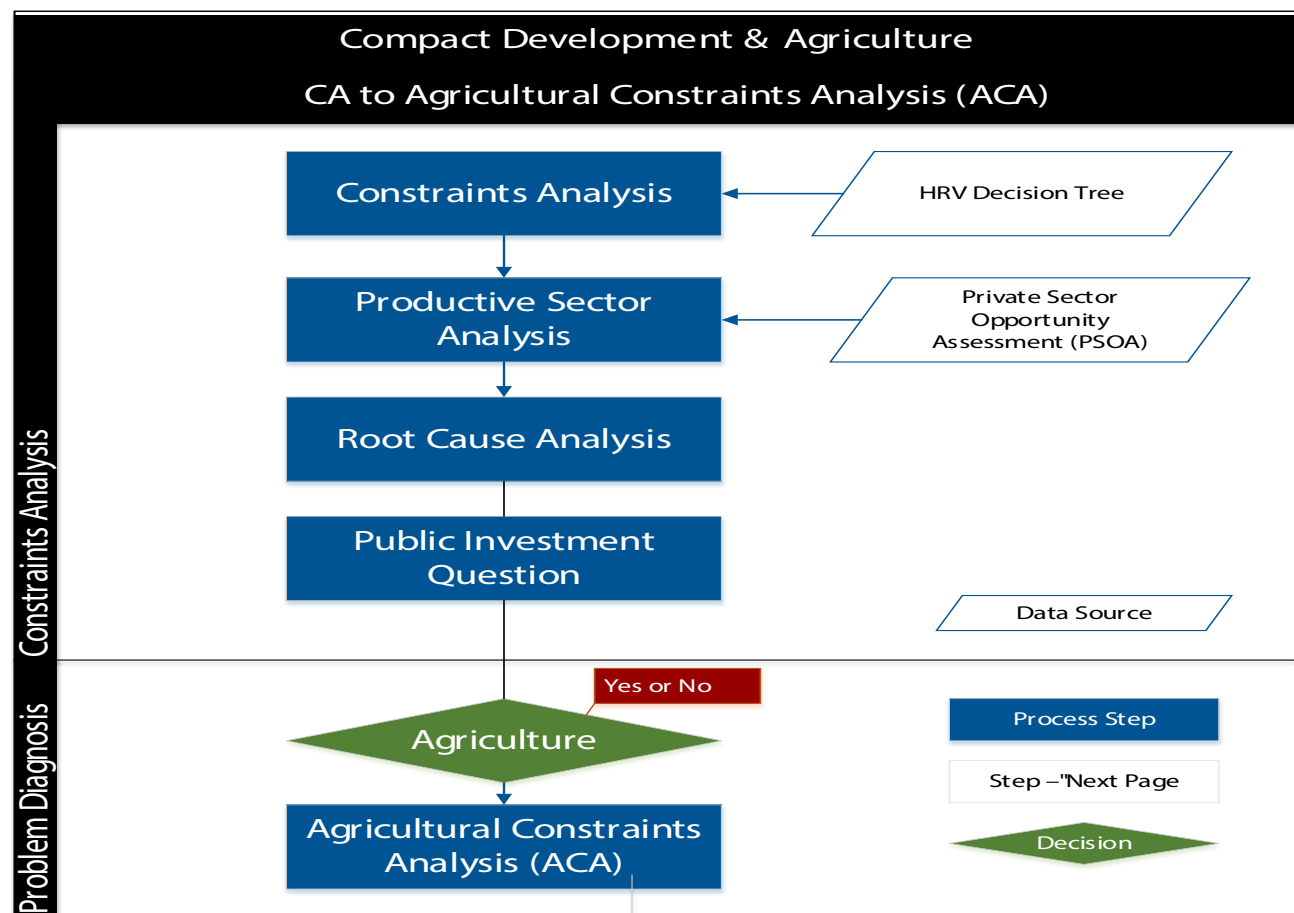 Compact Development & Agriculture
CA to Agricultural Constraints Analysis (ACA)
Constraints Analysis
Constraints Analysis
HRV Decision Tree
Productive Sector
Analysis
Private Sector
Opportunity
Assessment (PSOA)
Root Cause Analysis
Public Investment
Question
Data Source
Problem Diagnosis
Yes or No
Agriculture
Process Step
Step –"Next Page
Agricultural Constraints
Analysis (ACA)
Decision